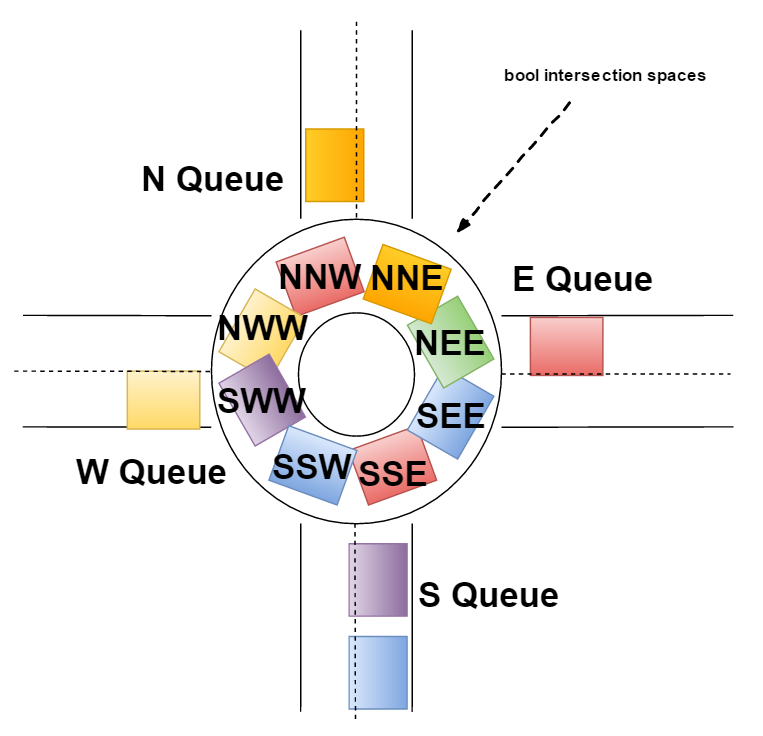 bool intersection spaces
N Queue
E Queue
NNW
NNE
NWW
NEE
SWW
SEE
SSW
SSE
W Queue
S Queue